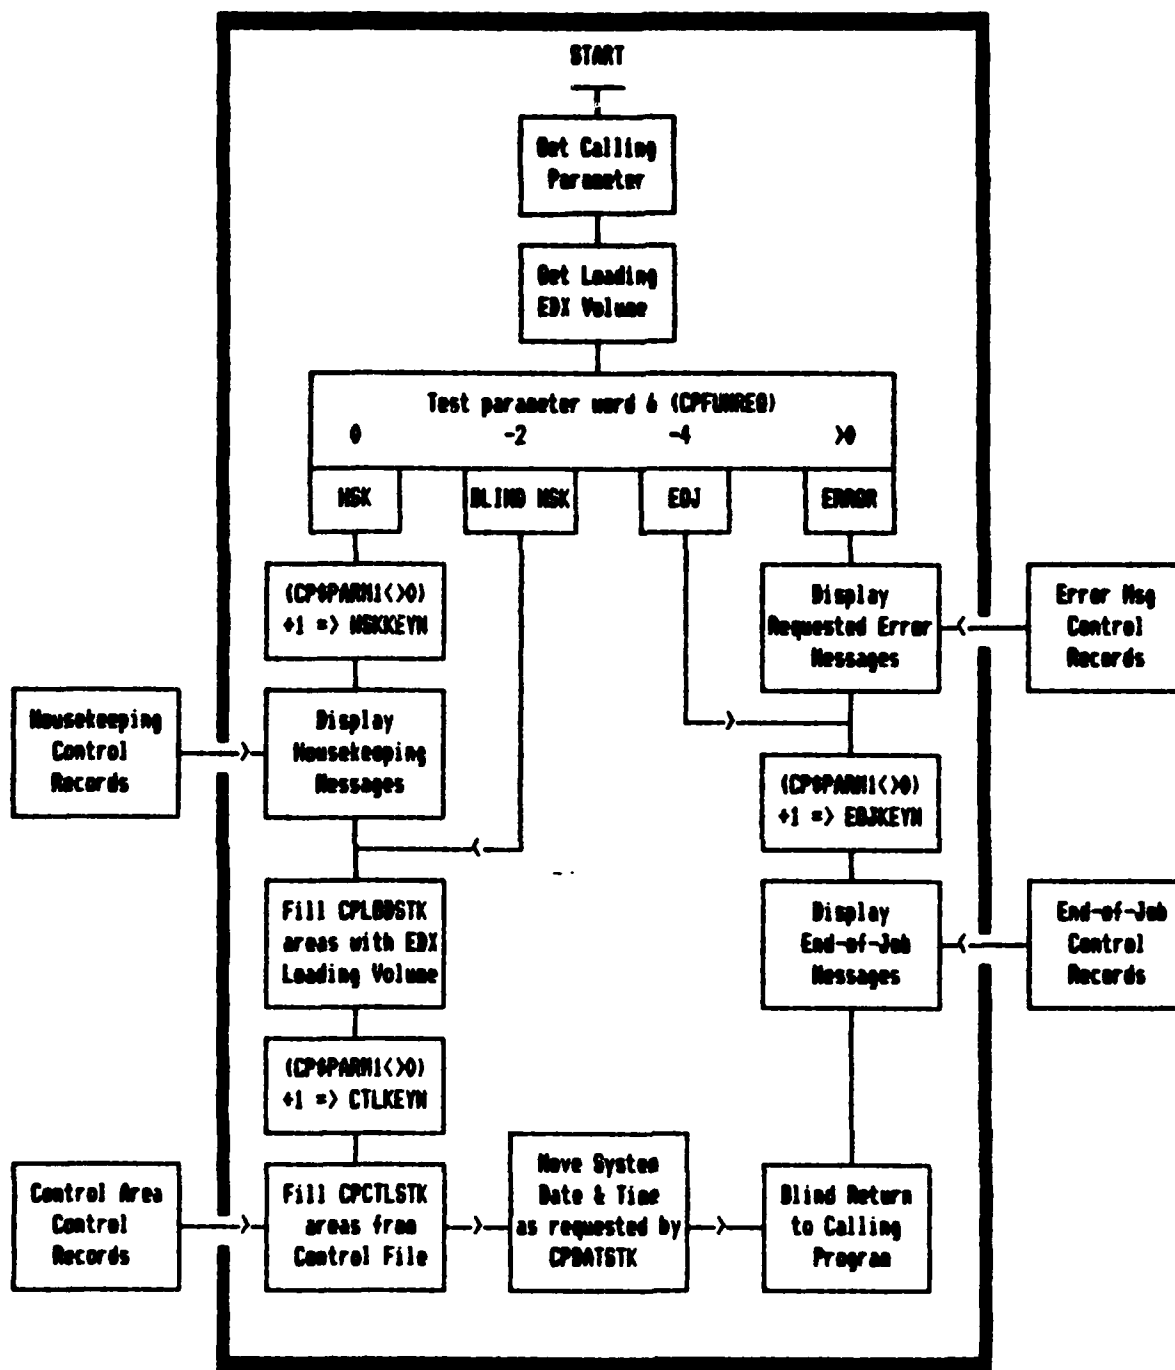 START
Get Calling
Parameter
Get Loading
EDX Volume
Test parameter word 6 (CPFUNREQ)
0 -2 -4 >0
HSK BLIND HSK EOJ ERROR
(CP$PARM1<>0)
+1 => HSKKEYN
Display
Requested Error
Messages
Error Msg
Control
Records
Housekeeping
Control
Records
Display
Housekeeping
Messages
(CP$PARM1<>0)
+1 => EOJKEYN
Fill CPLODSTK
areas with EDX
Loading Volume
Display
End-of-Job
Messages
End-of-Job
Control
Records
(CP$PARM1<>0)
+1 => CTLKEYN
Control Area
Control
Records
Fill CPCTLSTK
areas from
Control File
Move System
Date & Time
as requested by
CPDATSTK
Blind Return
to Calling
Program